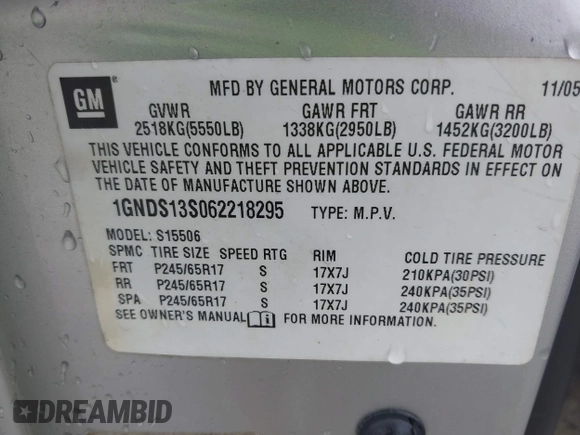 GM
MFD BY GENERAL MOTORS CORP. 11/05
GVWR GAWR FRT GAWR RR
2518KG(5550LB) 1338KG(2950LB) 1452KG(3200LB)
THIS VEHICLE CONFORMS TO ALL APPLICABLE U.S. FEDERAL MOTOR
VEHICLE SAFETY AND THEFT PREVENTION STANDARDS IN EFFECT ON
THE DATE OF MANUFACTURE SHOWN ABOVE.
1GNDS13S062218295 TYPE: M.P.V.
MODEL: S15506
SPMC TIRE SIZE SPEED RTG RIM COLD TIRE PRESSURE
FRT P245/65R17 S 17X7J 210KPA(30PSI)
RR P245/65R17 S 17X7J 240KPA(35PSI)
SPA P245/65R17 S 17X7J 240KPA(35PSI)
SEE OWNER'S MANUAL FOR MORE INFORMATION.
DREAMBID